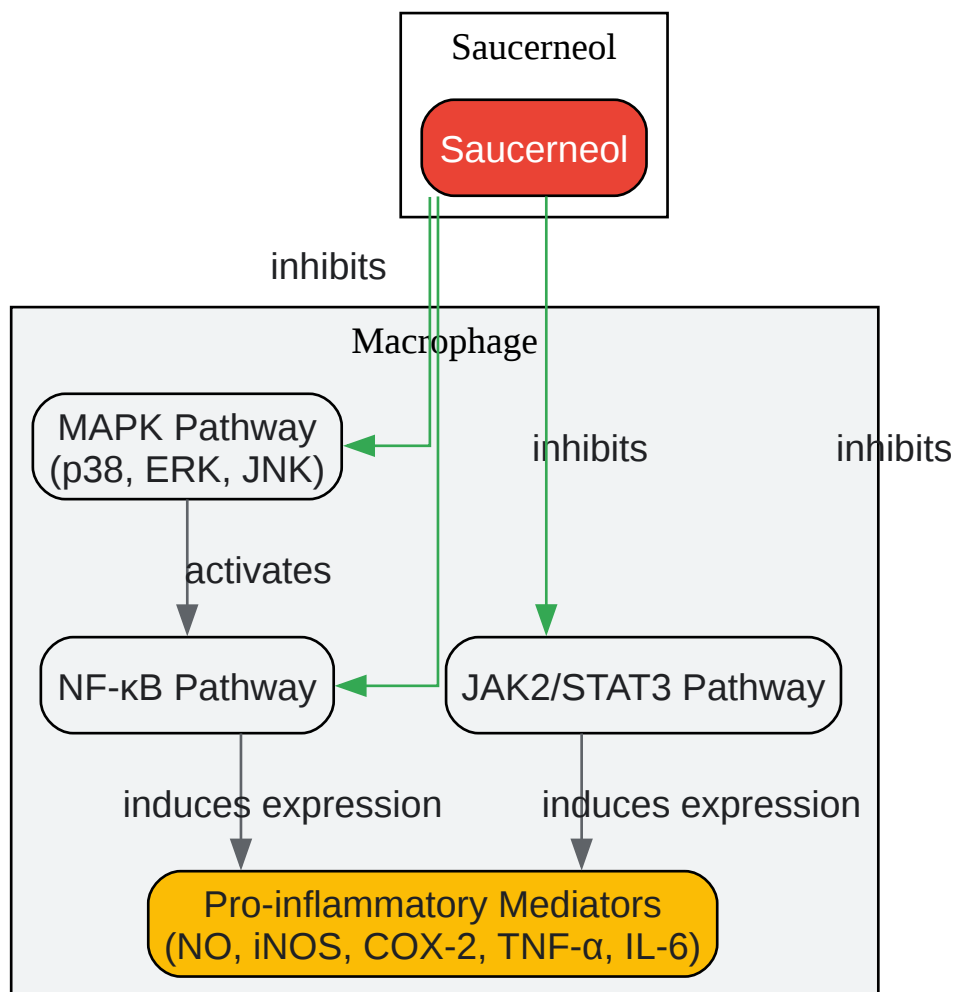 Saucerneol
Saucerneol
inhibits
Macrophage
MAPK Pathway
(p38, ERK, JNK)
inhibits
inhibits
activates
NF-κB Pathway
JAK2/STAT3 Pathway
induces expression
induces expression
Pro-inflammatory Mediators
(NO, iNOS, COX-2, TNF-α, IL-6)